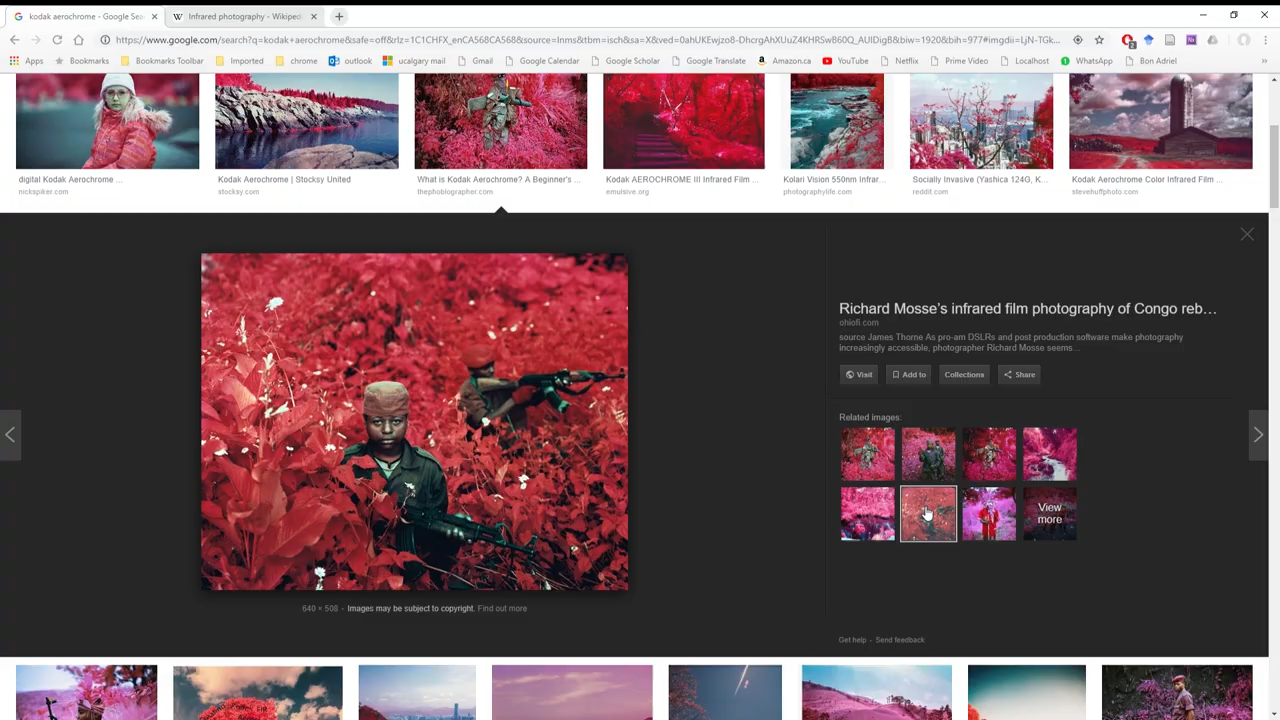 kodak aerochrome - Google Sea
Infrared photography - Wikiped
https://www.google.com/search?q=kodak+aerochrome&safe=off&rlz=1C1CHFX_enCA568CA568&source=lnms&tbm=isch&sa=X&ved=0ahUKEwjzo8-DhcrgAhXUuZ4KHRSwB60Q_AUIDigB&biw=1920&bih=977#imgdii=LjN-TGk...
Apps Bookmarks Bookmarks Toolbar Imported chrome outlook ucalgary mail Gmail Google Calendar Google Scholar Google Translate Amazon.ca YouTube Netflix Prime Video Localhost WhatsApp Bon Adriel »
digital Kodak Aerochrome ...
nickspiker.com
Kodak Aerochrome | Stocksy United
stocksy.com
What is Kodak Aerochrome? A Beginner's ...
thephoblographer.com
Kodak AEROCHROME III Infrared Film ...
emulsive.org
Kolari Vision 550nm Infrar...
photographylife.com
Socially Invasive (Yashica 124G, K...
reddit.com
Kodak Aerochrome Color Infrared Film ...
stevehuffphoto.com
Richard Mosse's infrared film photography of Congo reb...
ohiofi.com
source James Thorne As pro-am DSLRs and post production software make photography
increasingly accessible, photographer Richard Mosse seems...
Visit Add to Collections Share
Related images:
View
more
640 × 508 - Images may be subject to copyright. Find out more
Get help - Send feedback